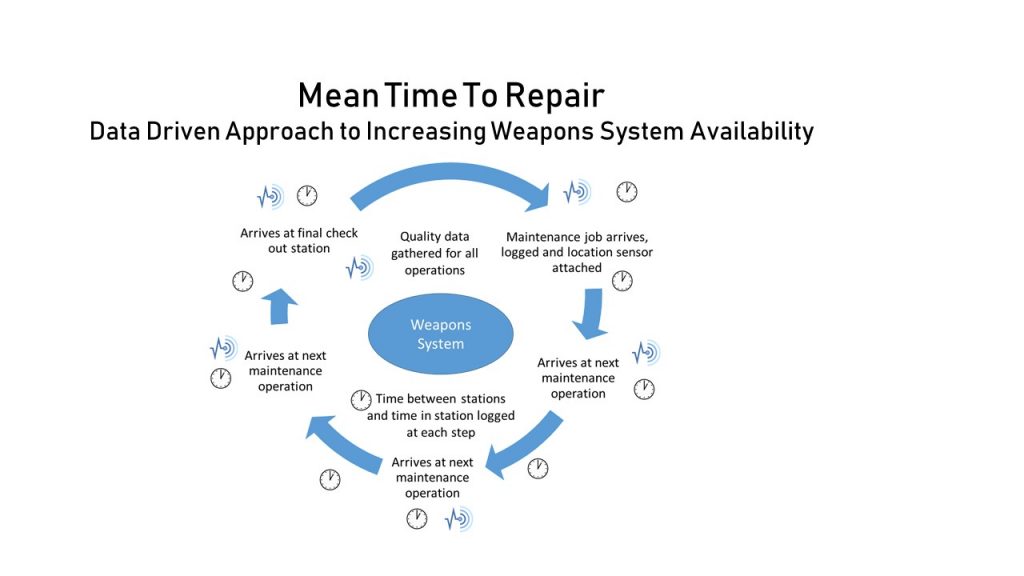 Mean Time To Repair
Data Driven Approach to Increasing Weapons System Availability
Arrives at final check
out station
Quality data
gathered for all
operations
Maintenance job arrives,
logged and location sensor
attached
Weapons
System
Arrives at next
maintenance
operation
Arrives at next
maintenance
operation
Time between stations
and time in station logged
at each step
Arrives at next
maintenance
operation